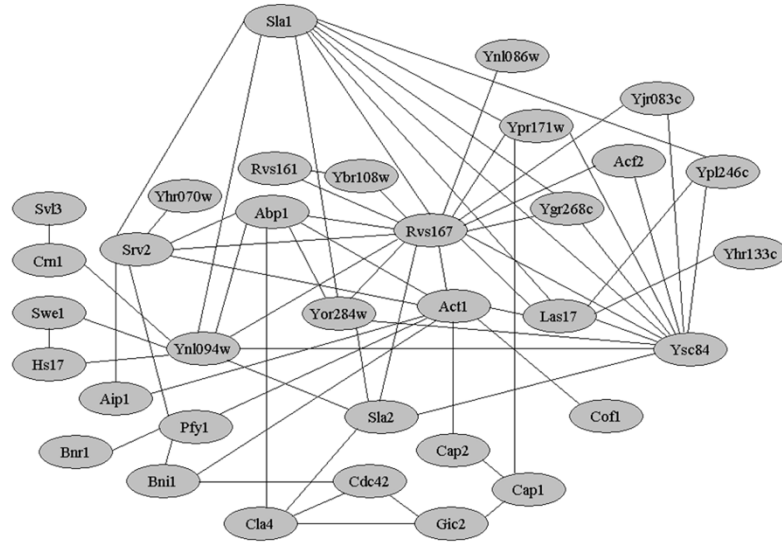 Sla1
Ynl086w
Yjr083c
Ypr171w
Acf2
Rvs161
Ybr108w
Ypl246c
Yhr070w
Svl3
Abp1
Ygr268c
Rvs167
Srv2
Yhr133c
Crn1
Act1
Swe1
Yor284w
Las17
Ynl094w
Ysc84
Hs17
Aip1
Sla2
Cof1
Pfy1
Bnr1
Cap2
Bni1
Cdc42
Cap1
Cla4
Gic2